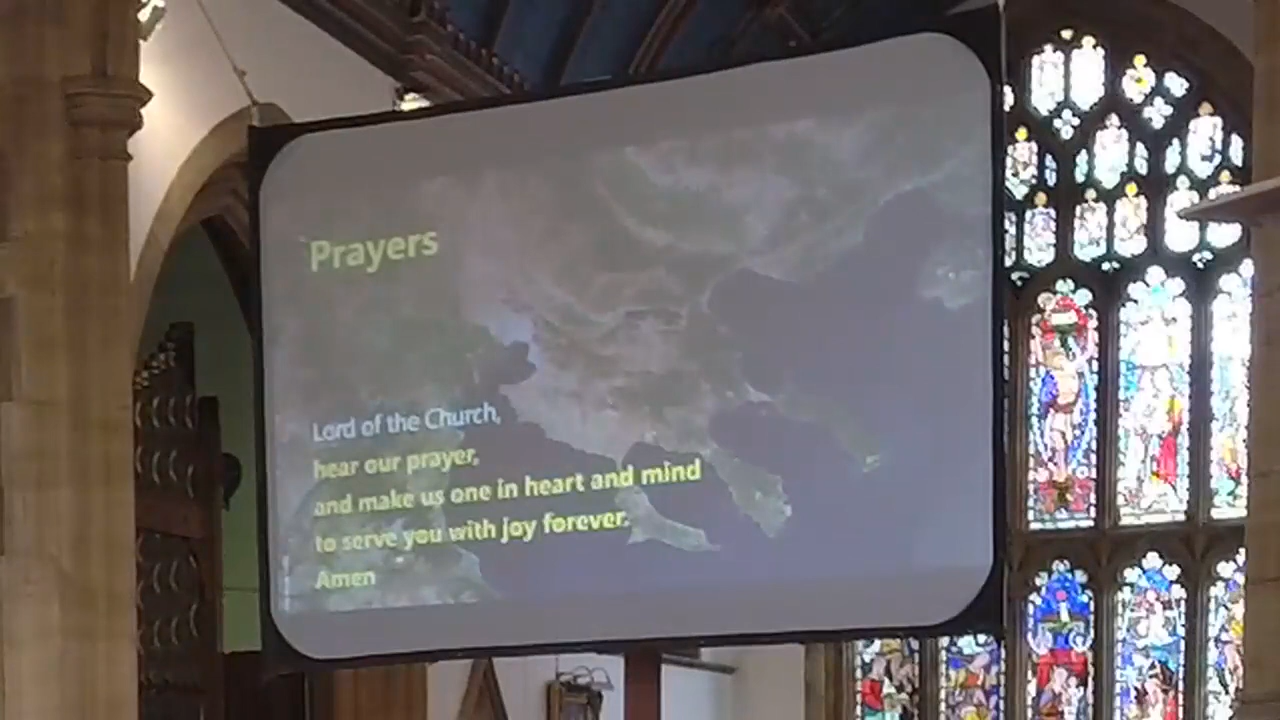 Prayers
Lord of the Church,
hear our prayer,
and make us one in heart and mind
to serve you with joy forever.
Amen